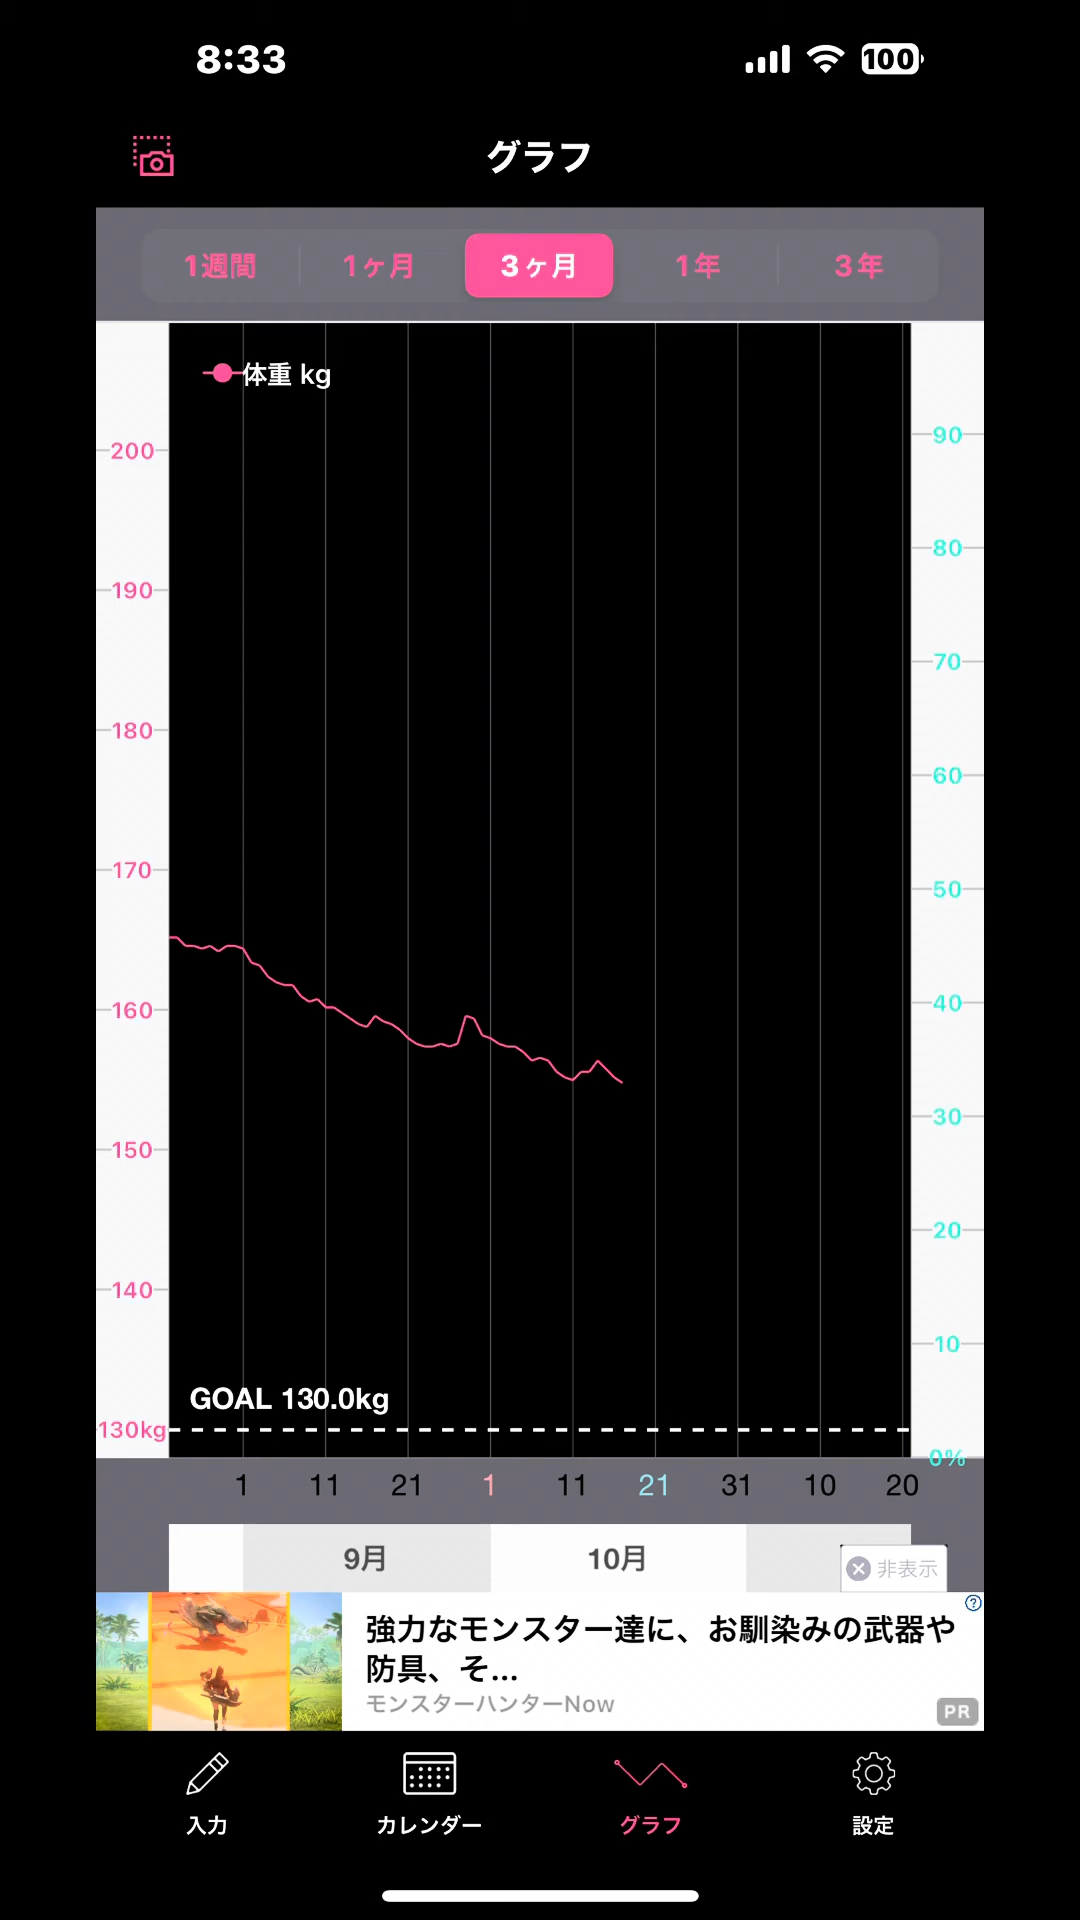 8:33
100
グラフ
1週間 1ヶ月 3ヶ月 1年 3年
体重 kg
200
190
180
170
160
150
140
130kg
90
80
70
60
50
40
30
20
10
0%
GOAL 130.0kg
1 11 21 1 11 21 31 10 20
9月 10月
非表示
強力なモンスター達に、お馴染みの武器や
防具、そ...
モンスターハンターNow
PR
入力 カレンダー グラフ 設定